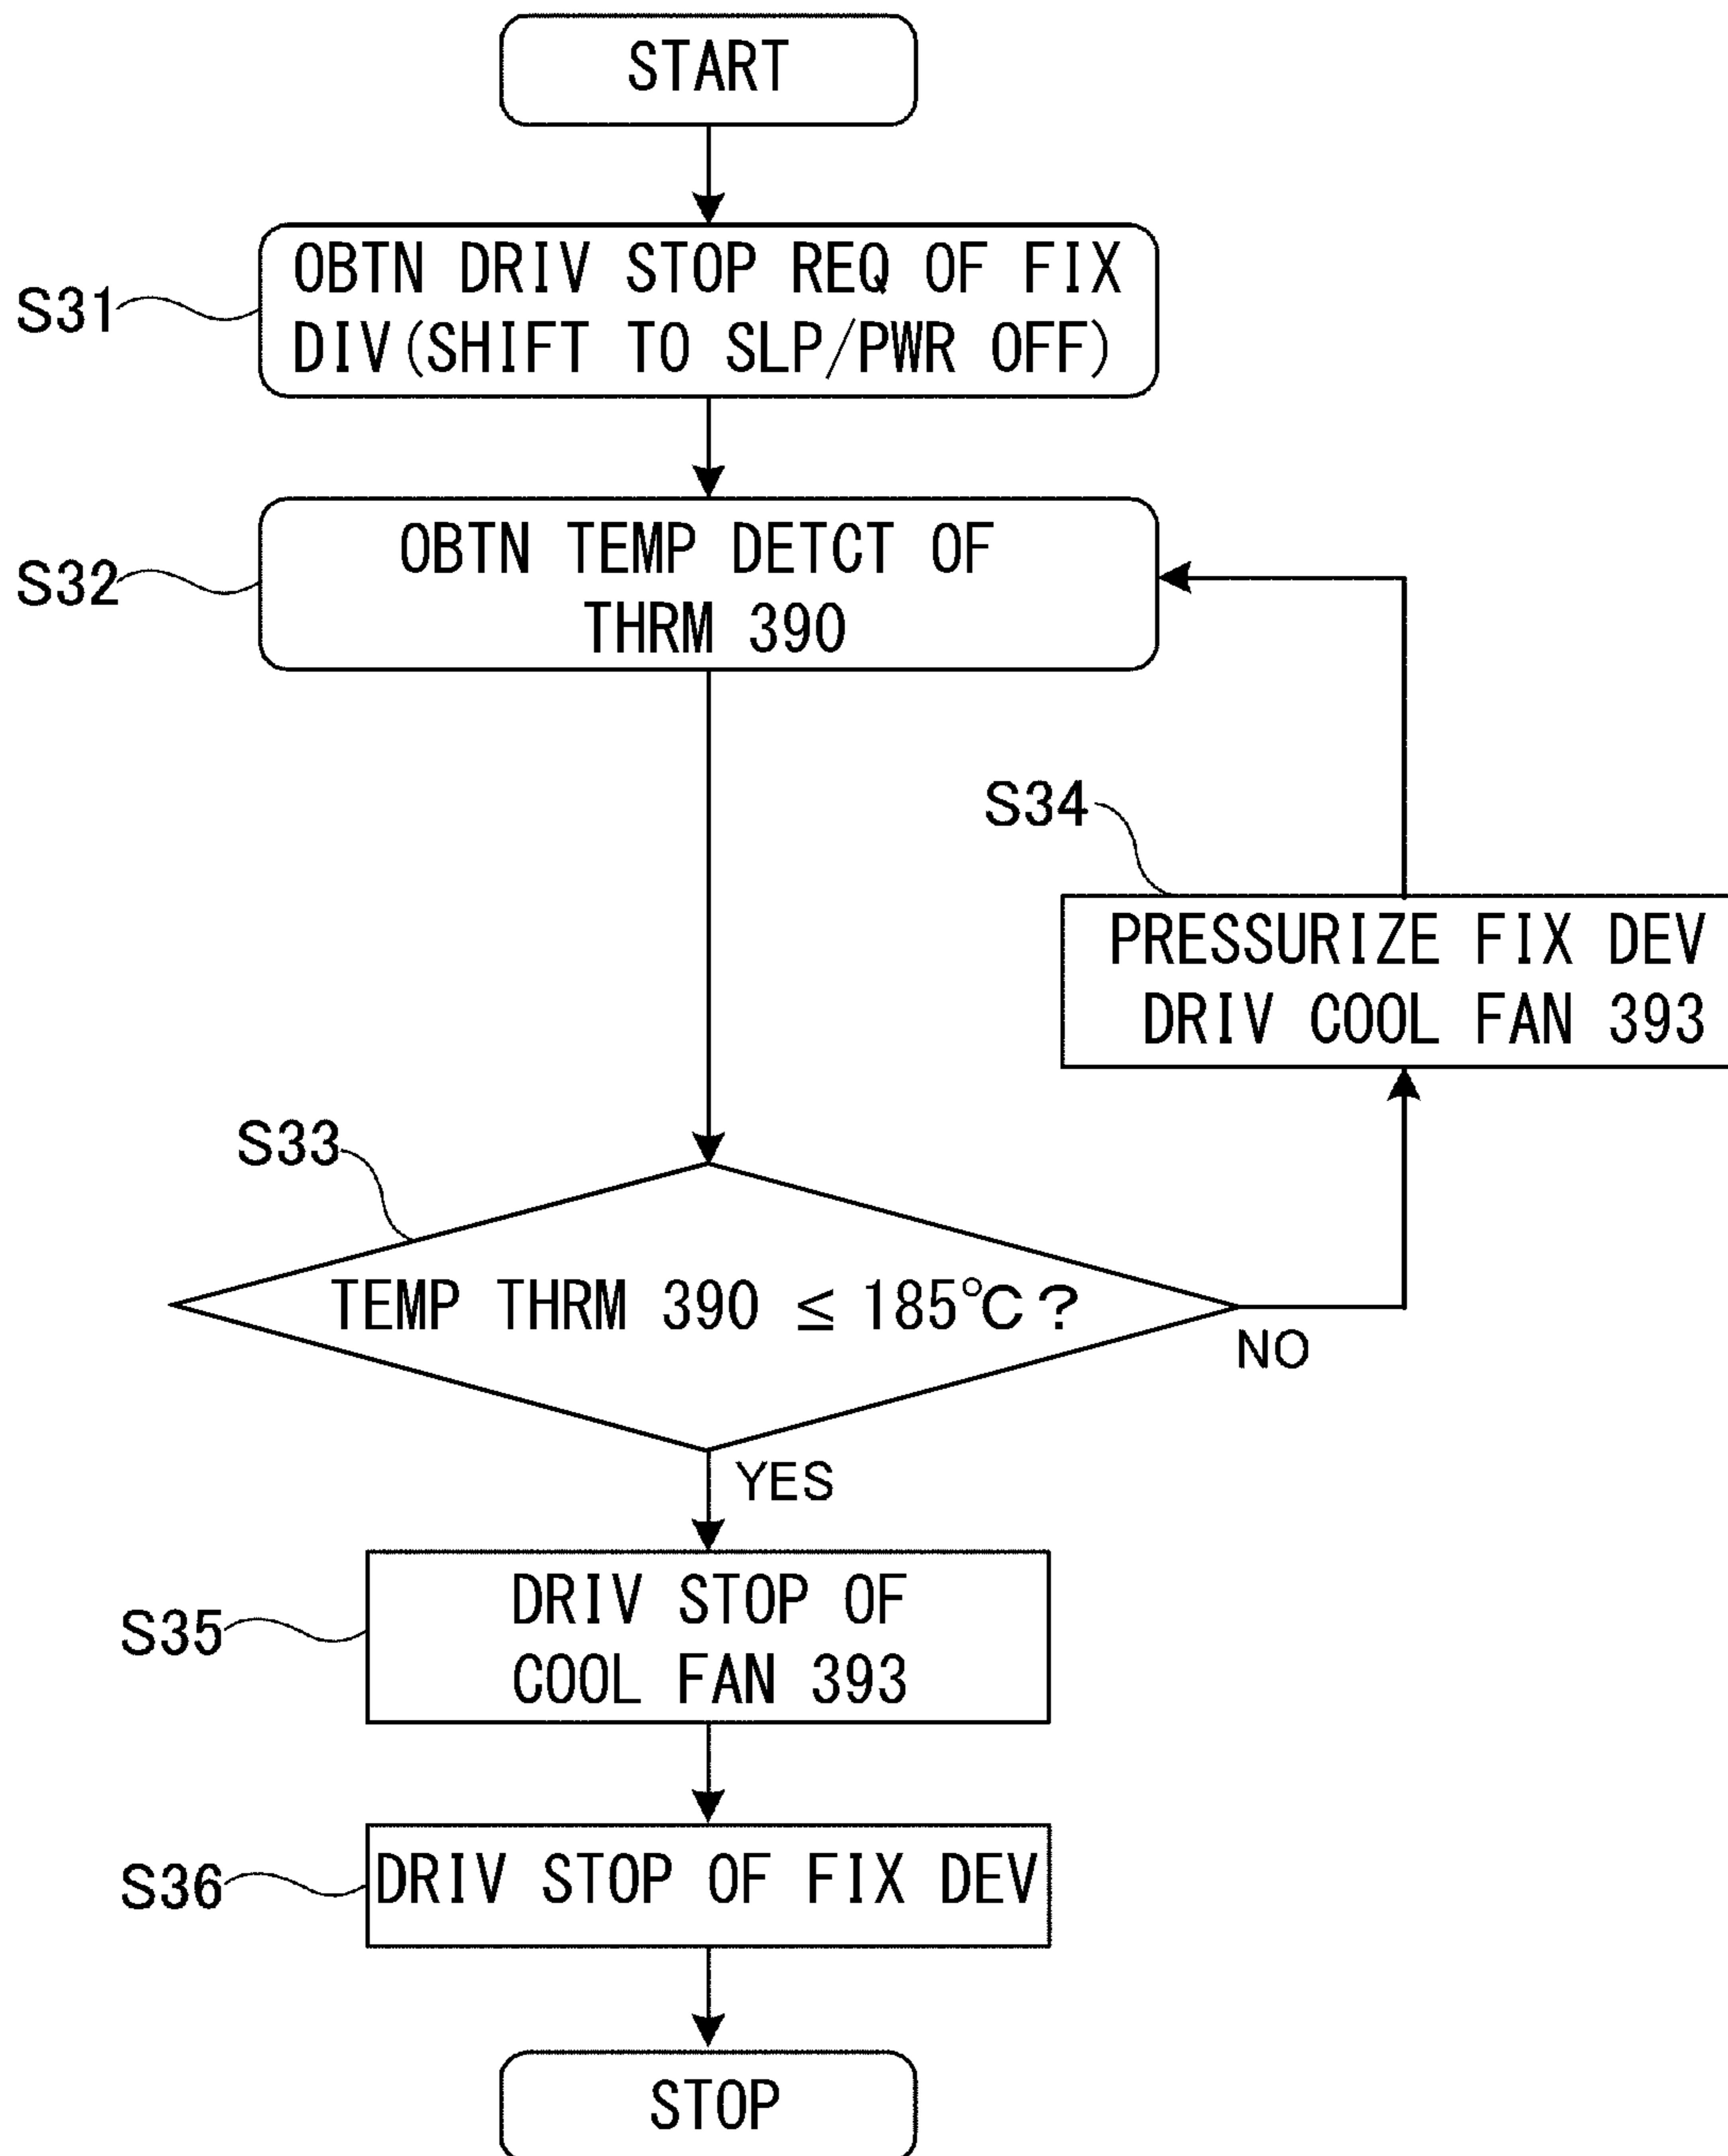 START
S31
OBTN DRIV STOP REQ OF FIX
DIV(SHIFT TO SLP/PWR OFF)
S32
OBTN TEMP DETCT OF
THRM 390
S34
PRESSURIZE FIX DEV
DRIV COOL FAN 393
S33
TEMP THRM 390 ≦ 185℃?
NO
YES
S35
DRIV STOP OF
COOL FAN 393
S36
DRIV STOP OF FIX DEV
STOP